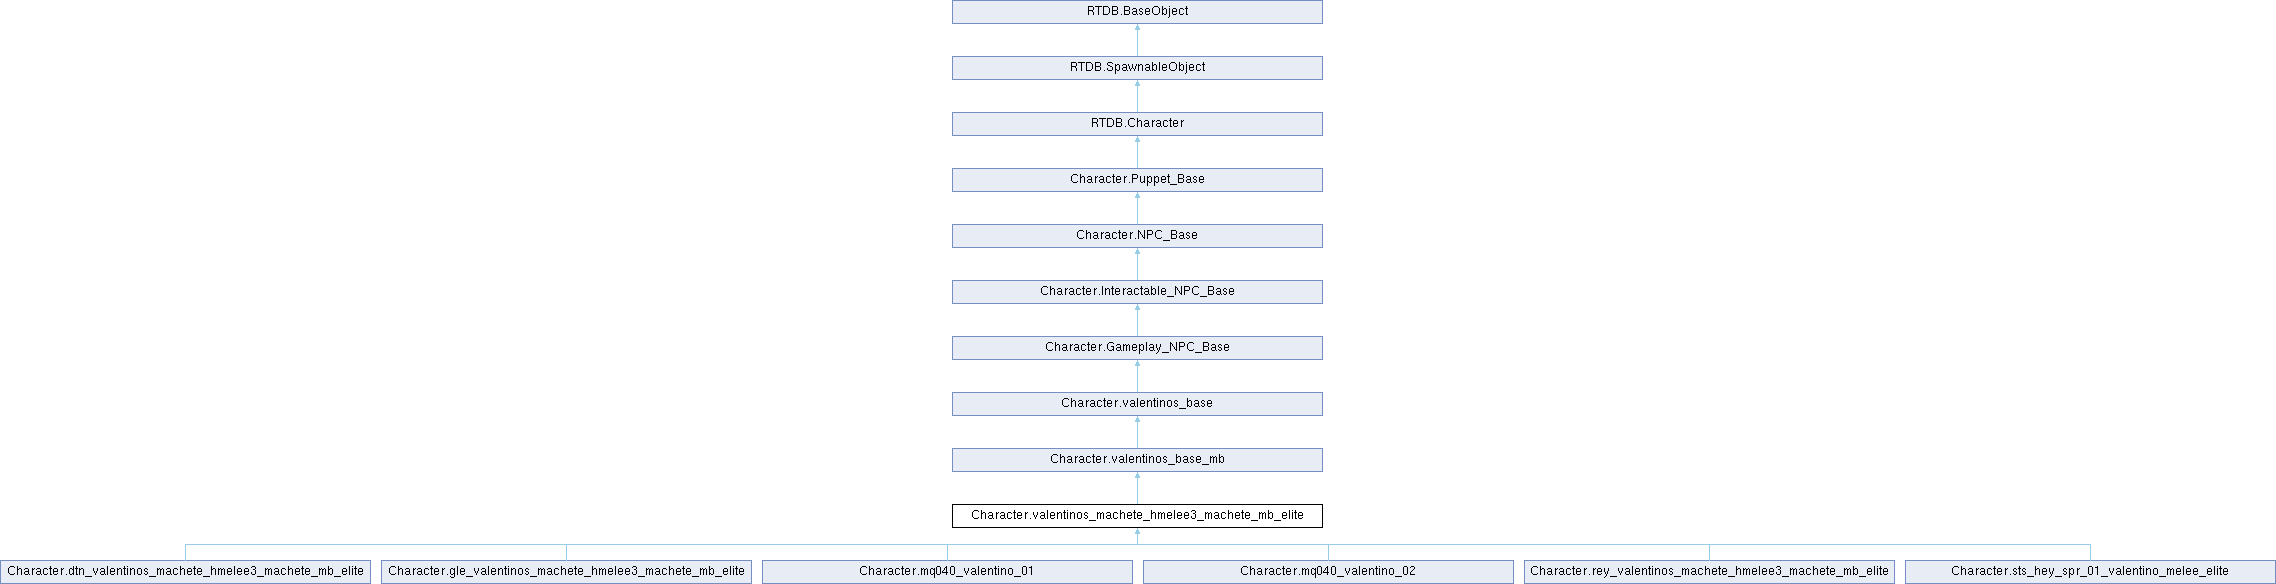 RTDB.BaseObject
RTDB.SpawnableObject
RTDB.Character
Character.Puppet_Base
Character.NPC_Base
Character.Interactable_NPC_Base
Character.Gameplay_NPC_Base
Character.valentinos_base
Character.valentinos_base_mb
Character.valentinos_machete_hmelee3_machete_mb_elite
Character.dtn_valentinos_machete_hmelee3_machete_mb_elite
Character.gle_valentinos_machete_hmelee3_machete_mb_elite
Character.mq040_valentino_01
Character.mq040_valentino_02
Character.rey_valentinos_machete_hmelee3_machete_mb_elite
Character.sts_hey_spr_01_valentino_melee_elite